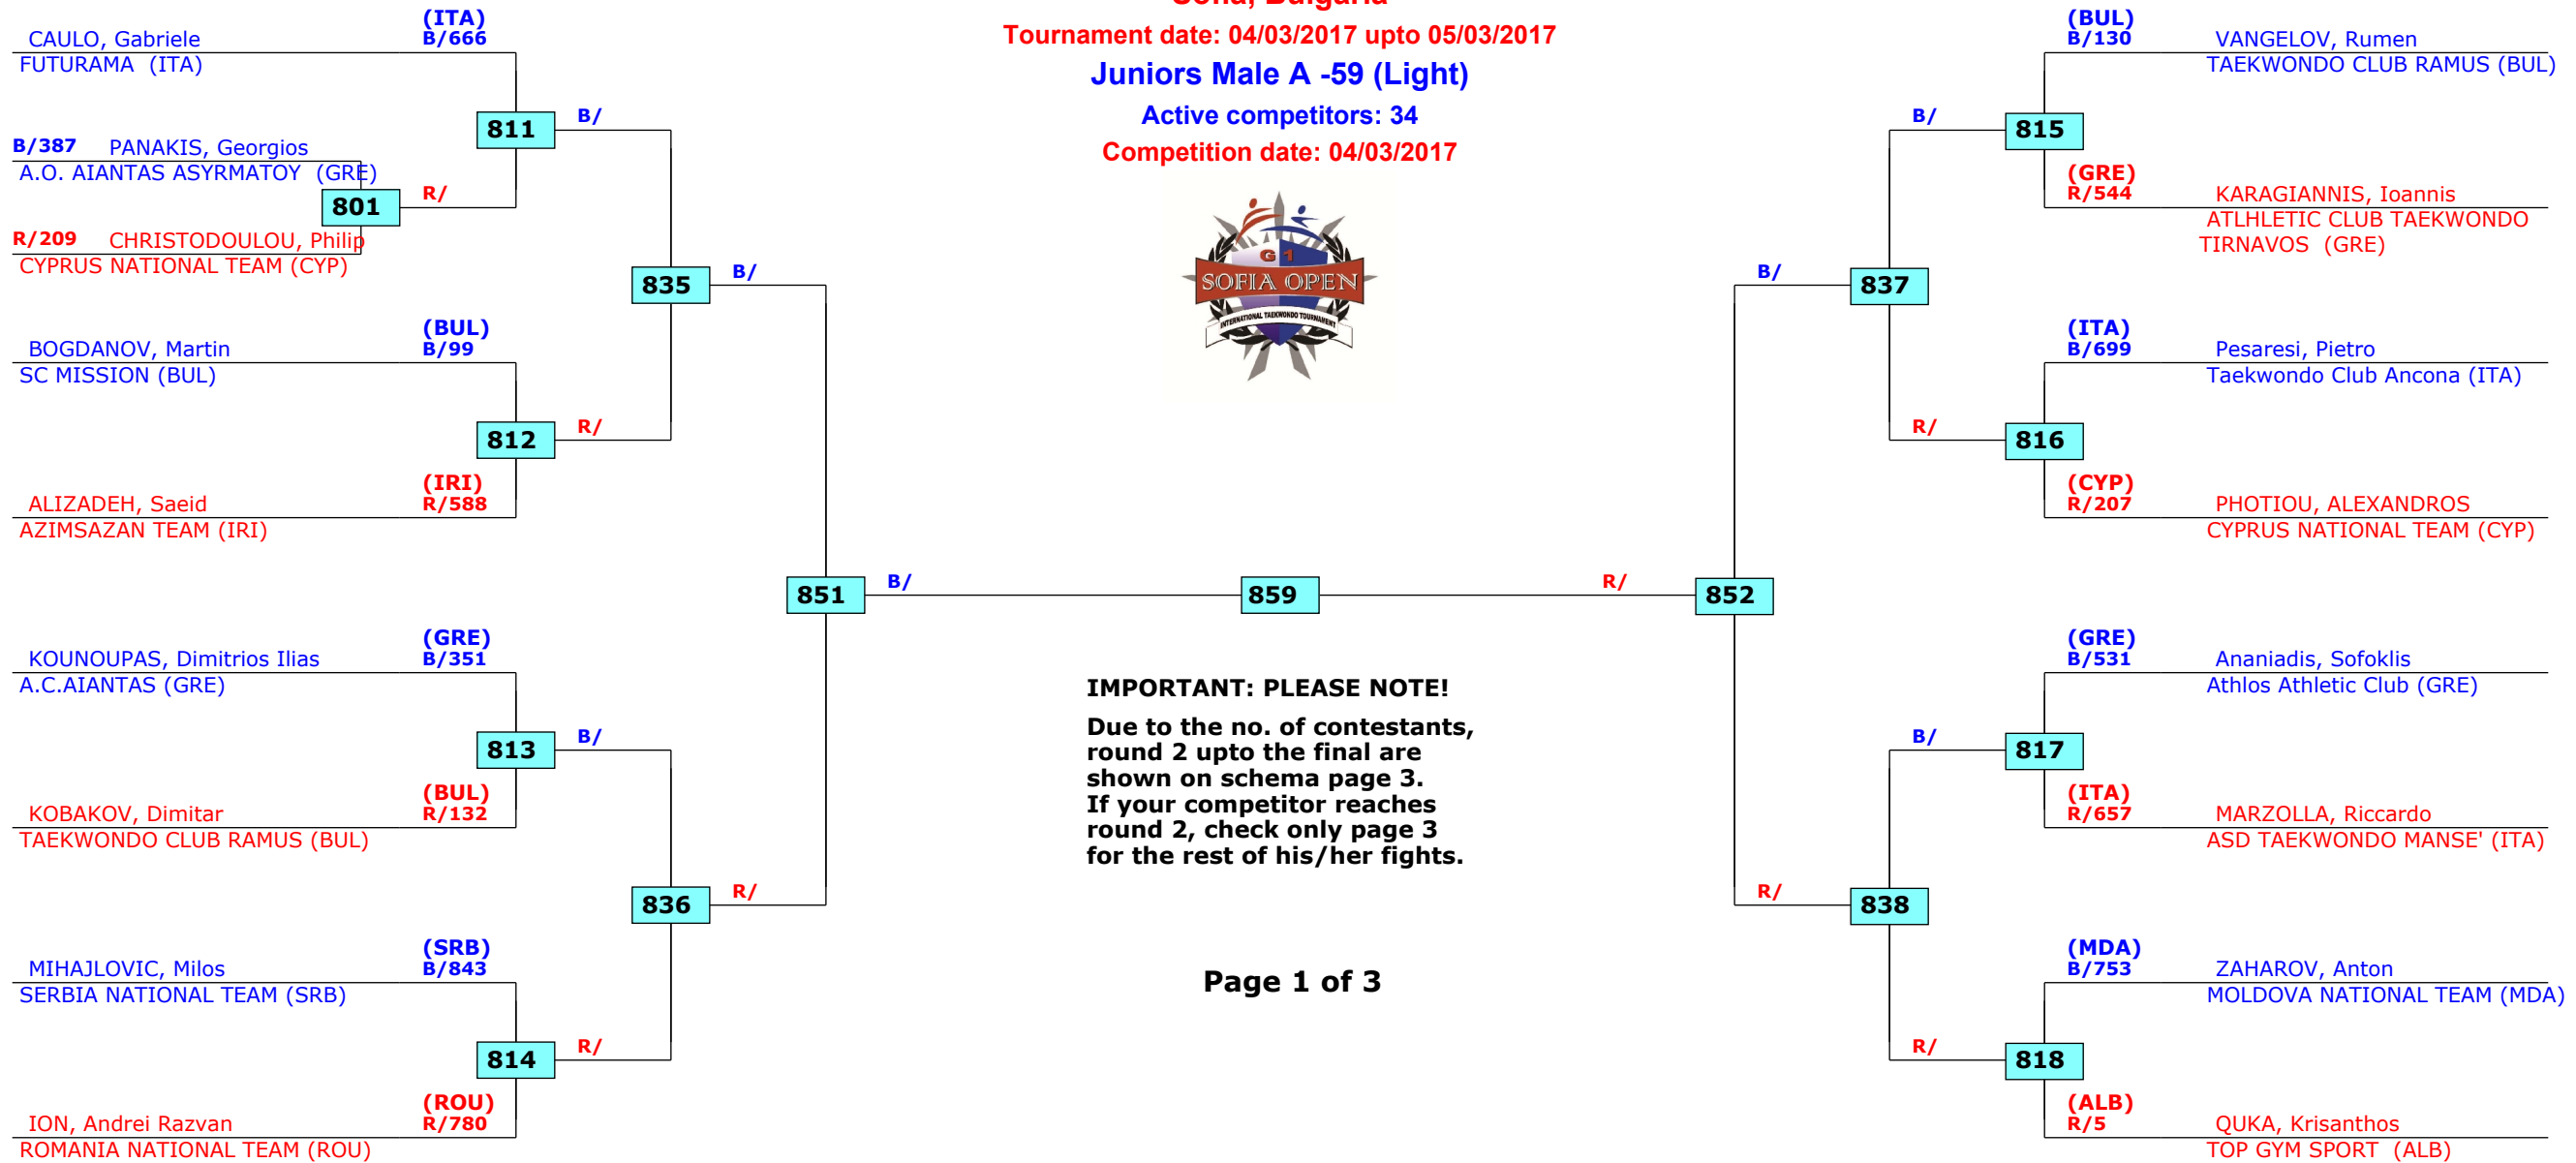 Sofia, Bulgaria
Tournament date: 04/03/2017 upto 05/03/2017
Juniors Male A -59 (Light)
Active competitors: 34
Competition date: 04/03/2017
G 1
SOFIA OPEN
INTERNATIONAL TAEKWONDO TOURNAMENT
(ITA)
CAULO, Gabriele B/666
FUTURAMA (ITA)
811 B/
B/387 PANAKIS, Georgios
A.O. AIANTAS ASYRMATOY (GRE)
801 R/
R/209 CHRISTODOULOU, Philip
CYPRUS NATIONAL TEAM (CYP)
835 B/
(BUL)
BOGDANOV, Martin B/99
SC MISSION (BUL)
812 R/
(IRI)
ALIZADEH, Saeid R/588
AZIMSAZAN TEAM (IRI)
851 B/
(GRE)
KOUNOUPAS, Dimitrios Ilias B/351
A.C.AIANTAS (GRE)
813 B/
(BUL)
KOBAKOV, Dimitar R/132
TAEKWONDO CLUB RAMUS (BUL)
836 R/
(SRB)
MIHAJLOVIC, Milos B/843
SERBIA NATIONAL TEAM (SRB)
814 R/
(ROU)
ION, Andrei Razvan R/780
ROMANIA NATIONAL TEAM (ROU)
859
IMPORTANT: PLEASE NOTE!
Due to the no. of contestants,
round 2 upto the final are
shown on schema page 3.
If your competitor reaches
round 2, check only page 3
for the rest of his/her fights.
Page 1 of 3
(BUL)
B/130 VANGELOV, Rumen
TAEKWONDO CLUB RAMUS (BUL)
B/ 815
(GRE)
R/544 KARAGIANNIS, Ioannis
ATLHLETIC CLUB TAEKWONDO
TIRNAVOS (GRE)
B/ 837
(ITA)
B/699 Pesaresi, Pietro
Taekwondo Club Ancona (ITA)
R/ 816
(CYP)
R/207 PHOTIOU, ALEXANDROS
CYPRUS NATIONAL TEAM (CYP)
R/ 852
(GRE)
B/531 Ananiadis, Sofoklis
Athlos Athletic Club (GRE)
B/ 817
(ITA)
R/657 MARZOLLA, Riccardo
ASD TAEKWONDO MANSE' (ITA)
R/ 838
(MDA)
B/753 ZAHAROV, Anton
MOLDOVA NATIONAL TEAM (MDA)
R/ 818
(ALB)
R/5 QUKA, Krisanthos
TOP GYM SPORT (ALB)